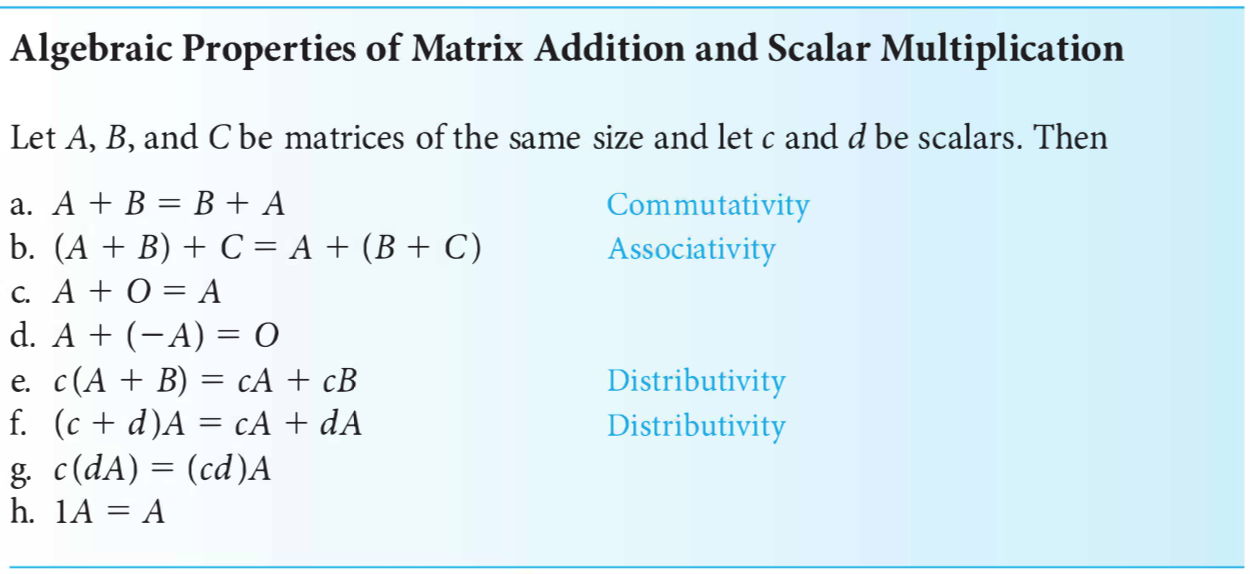 Algebraic Properties of Matrix Addition and Scalar Multiplication
Let A, B, and C be matrices of the same size and let c and d be scalars. Then
a. A + B = B + A Commutativity
b. (A + B) + C = A + (B + C) Associativity
c. A + O = A
d. A + (−A) = O
e. c(A + B) = cA + cB Distributivity
f. (c + d)A = cA + dA Distributivity
g. c(dA) = (cd)A
h. 1A = A